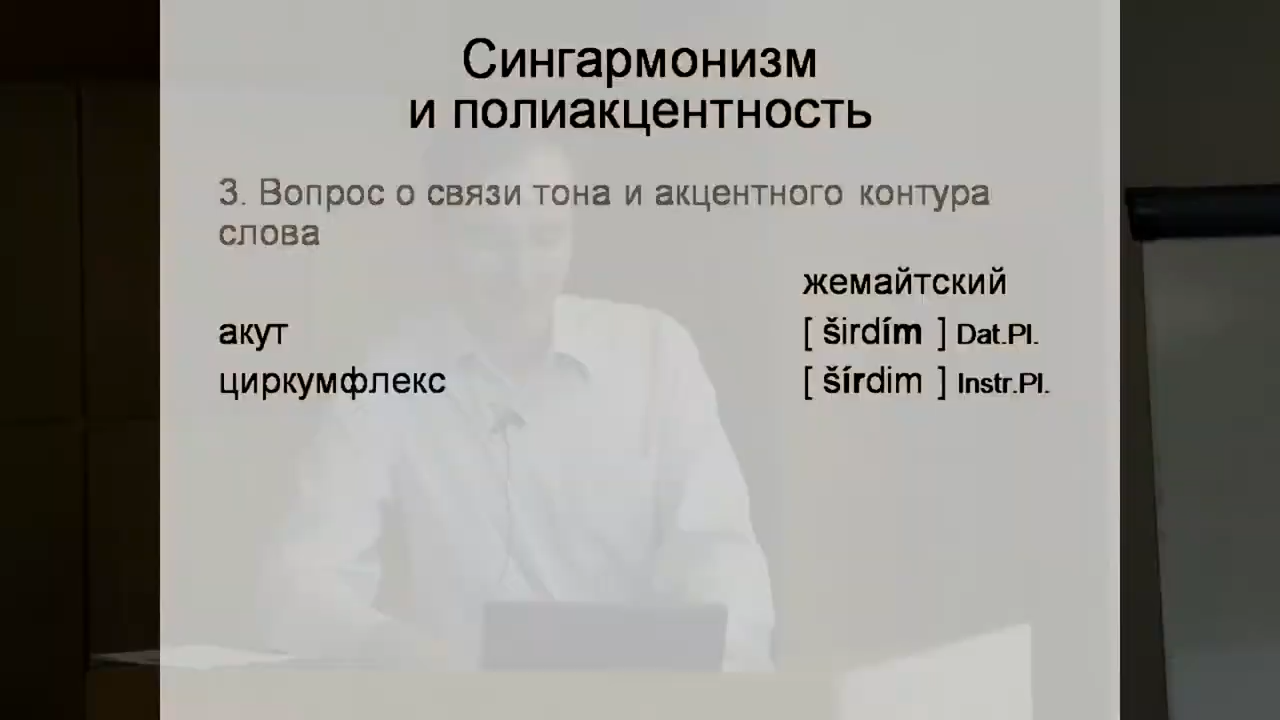 Сингармонизм
и полиакцентность
3. Вопрос о связи тона и акцентного контура
слова
жемайтский
акут [ širdím ] Dat.Pl.
циркумфлекс [ šírdim ] Instr.Pl.